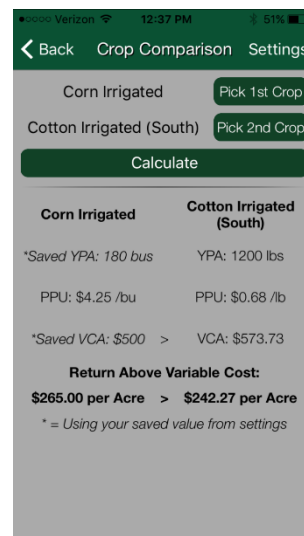 ●○○○○ Verizon 12:37 PM 51%
Back Crop Comparison Settings
Corn Irrigated Pick 1st Crop
Cotton Irrigated (South) Pick 2nd Crop
Calculate
Corn Irrigated Cotton Irrigated (South)
*Saved YPA: 180 bus YPA: 1200 lbs
PPU: $4.25 /bu PPU: $0.68 /lb
*Saved VCA: $500 > VCA: $573.73
Return Above Variable Cost:
$265.00 per Acre > $242.27 per Acre
* = Using your saved value from settings